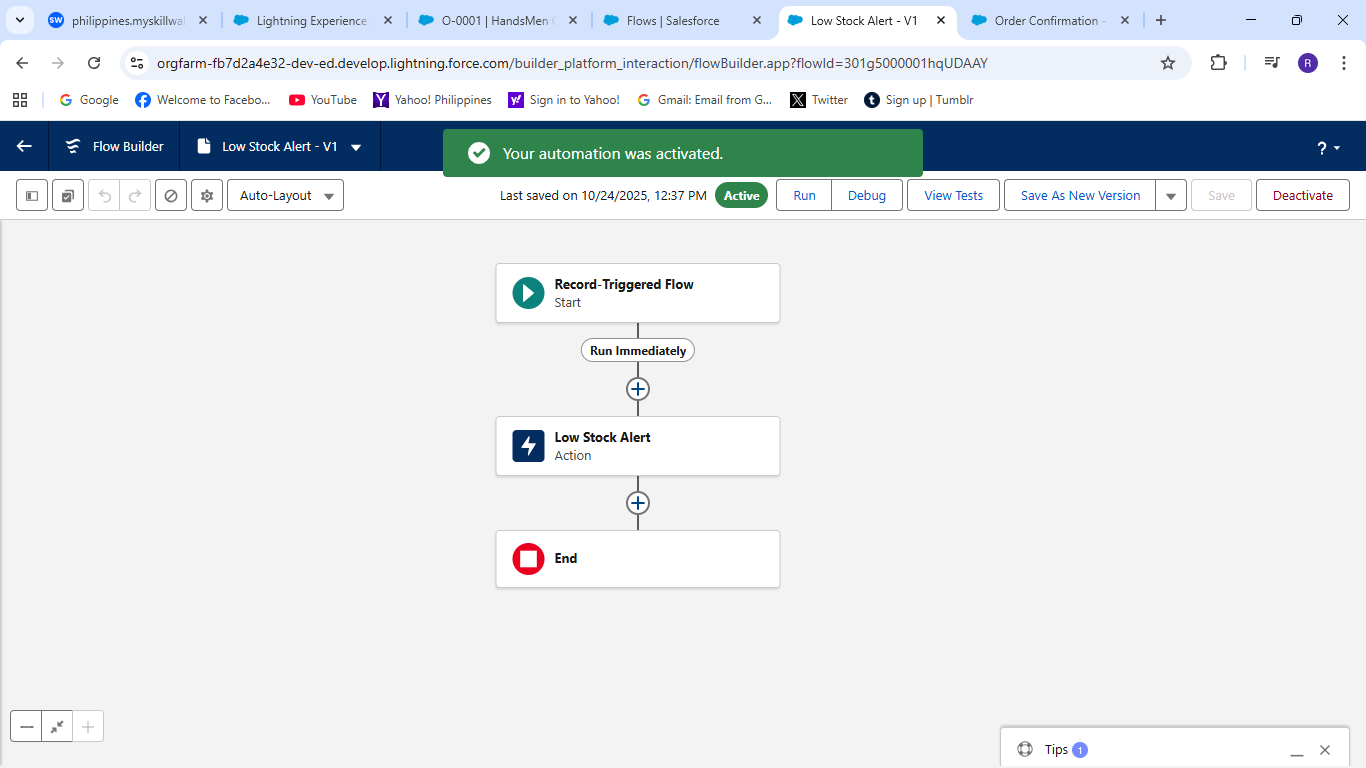 philippines.myskillwa
Lightning Experience
O-0001 | HandsMen
Flows | Salesforce
Low Stock Alert - V1
Order Confirmation -
orgfarm-fb7d2a4e32-dev-ed.develop.lightning.force.com/builder_platform_interaction/flowBuilder.app?flowId=301g5000001hqUDAAY
R
Google
Welcome to Facebo...
YouTube
Yahoo! Philippines
Sign in to Yahoo!
Gmail: Email from G...
Twitter
Sign up | Tumblr
Flow Builder
Low Stock Alert - V1
Your automation was activated.
?
Auto-Layout
Last saved on 10/24/2025, 12:37 PM
Active
Run
Debug
View Tests
Save As New Version
Save
Deactivate
Record-Triggered Flow
Start
Run Immediately
Low Stock Alert
Action
End
Tips 1